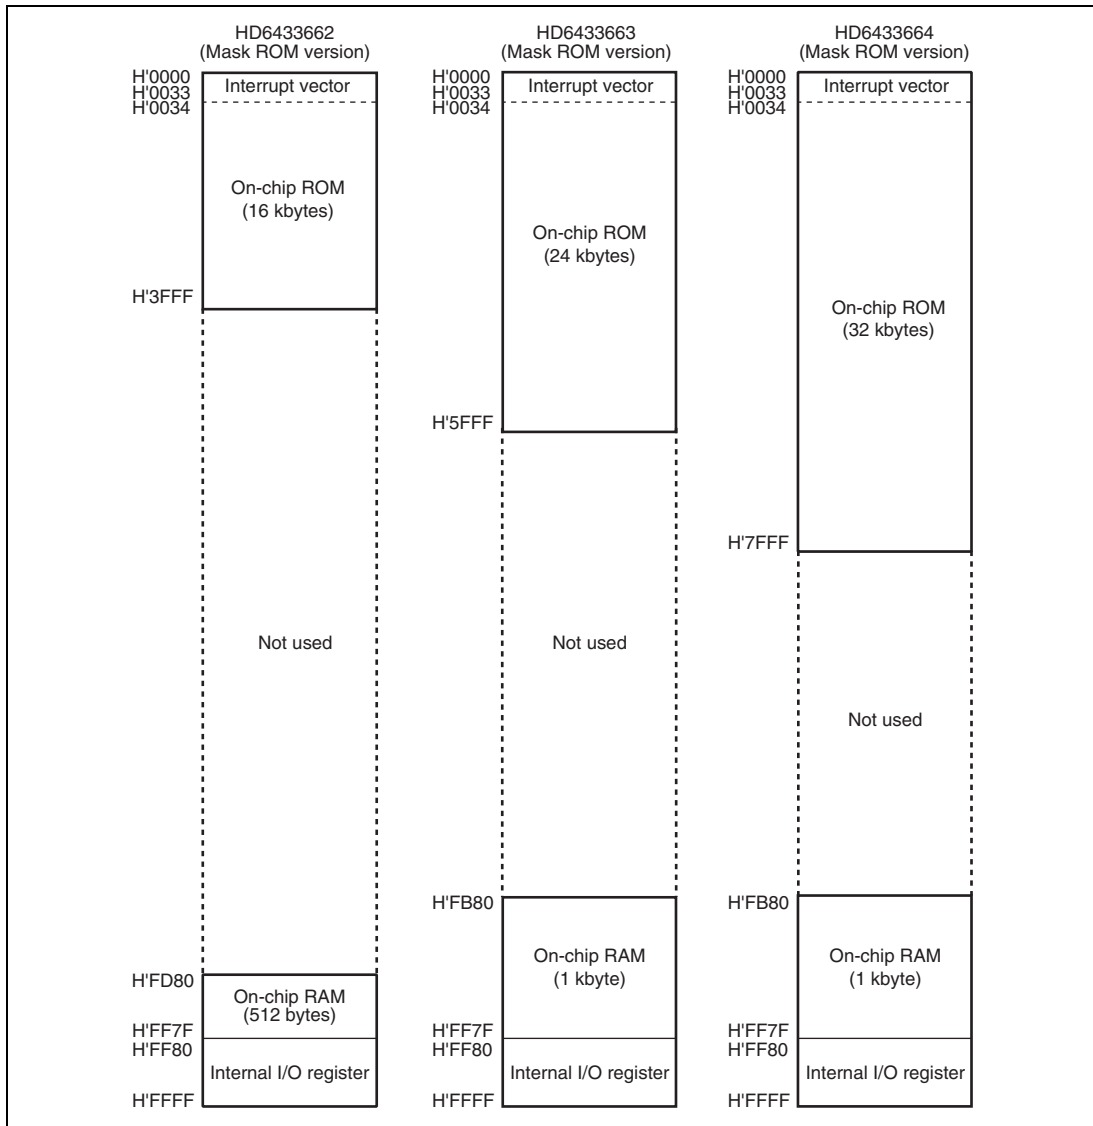 HD6433662
(Mask ROM version)
H'0000
H'0033
H'0034
Interrupt vector
On-chip ROM
(16 kbytes)
H'3FFF
Not used
H'FD80
On-chip RAM
(512 bytes)
H'FF7F
H'FF80
Internal I/O register
H'FFFF
HD6433663
(Mask ROM version)
H'0000
H'0033
H'0034
Interrupt vector
On-chip ROM
(24 kbytes)
H'5FFF
Not used
H'FB80
On-chip RAM
(1 kbyte)
H'FF7F
H'FF80
Internal I/O register
H'FFFF
HD6433664
(Mask ROM version)
H'0000
H'0033
H'0034
Interrupt vector
On-chip ROM
(32 kbytes)
H'7FFF
Not used
H'FB80
On-chip RAM
(1 kbyte)
H'FF7F
H'FF80
Internal I/O register
H'FFFF